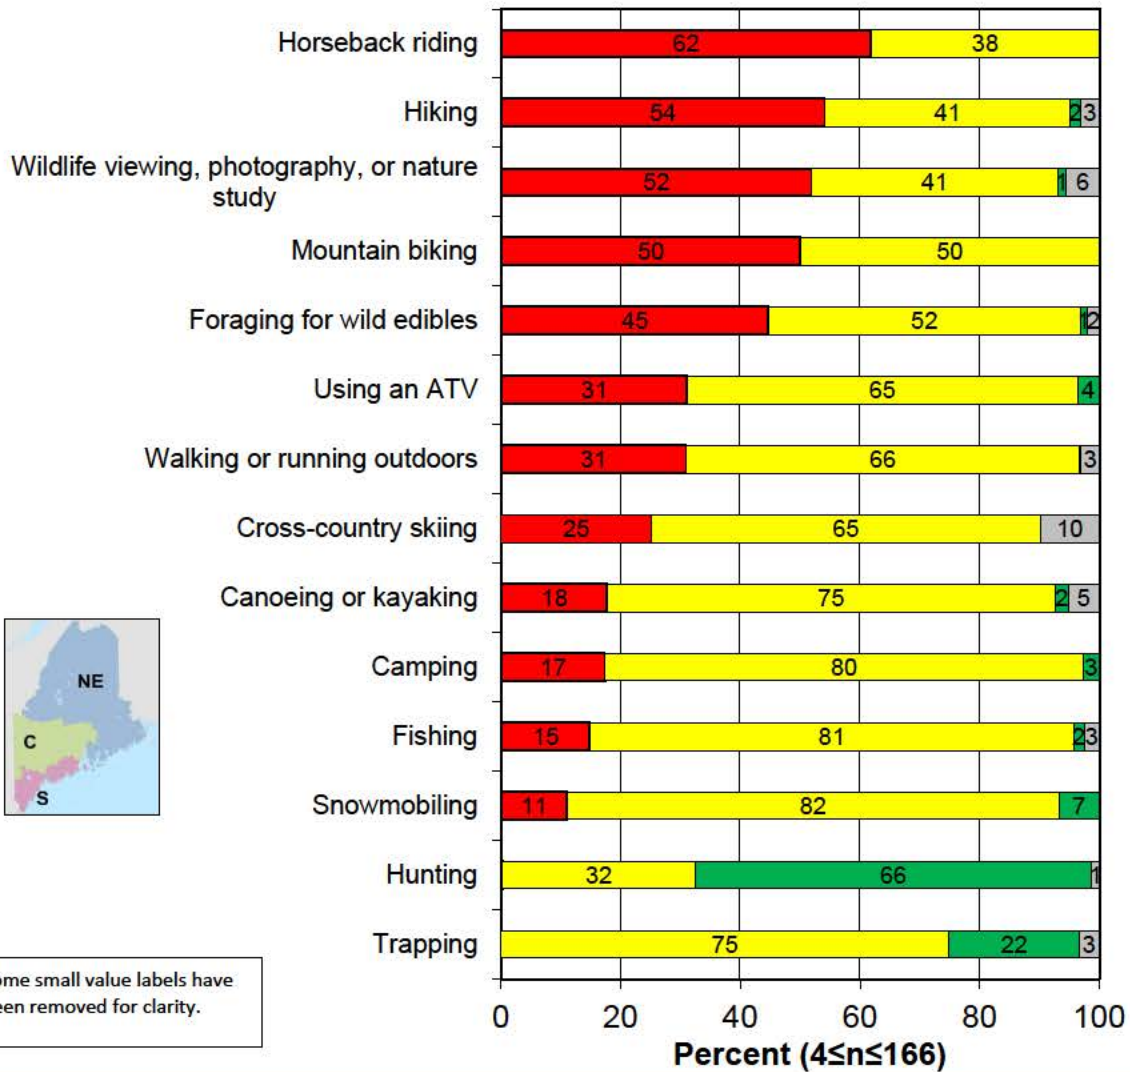 Horseback riding 62 38
Hiking 54 41 2 3
Wildlife viewing, photography, or nature
study 52 41 1 6
Mountain biking 50 50
Foraging for wild edibles 45 52 1 2
Using an ATV 31 65 4
Walking or running outdoors 31 66 3
Cross-country skiing 25 65 10
Canoeing or kayaking 18 75 2 5
Camping 17 80 3
Fishing 15 81 2 3
Snowmobiling 11 82 7
Hunting 32 66 1
Trapping 75 22 3
NE
C
S
ome small value labels have
een removed for clarity.
0 20 40 60 80 100
Percent (4≤n≤166)